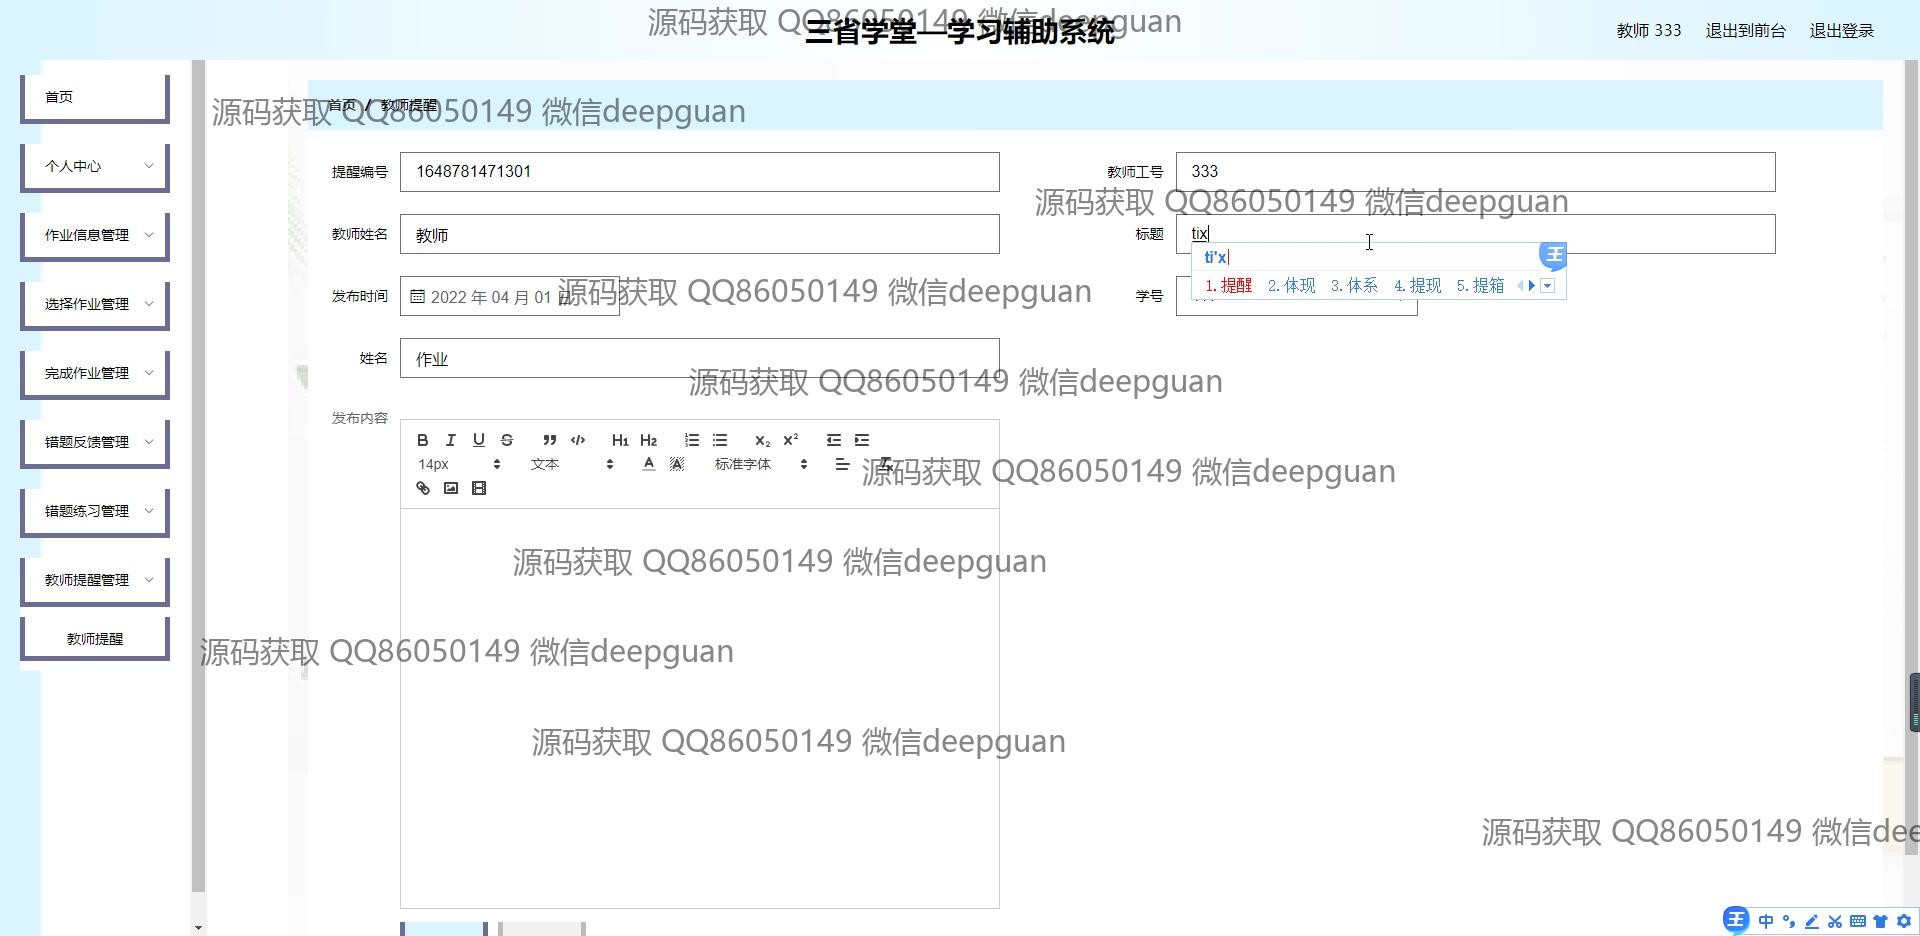 源码获取 QQ86050149 微信deepguan
三省学堂—学习辅助系统
教师 333 退出到前台 退出登录
首页
个人中心
作业信息管理
选择作业管理
完成作业管理
错题反馈管理
错题练习管理
教师提醒管理
教师提醒
首页 / 教师提醒
源码获取 QQ86050149 微信deepguan
提醒编号 1648781471301 教师工号 333
源码获取 QQ86050149 微信deepguan
教师姓名 教师 标题 tix
ti'x
1.提醒 2.体现 3.体系 4.提现 5.提箱
发布时间 2022 年 04 月 01 日 学号
源码获取 QQ86050149 微信deepguan
姓名 作业
源码获取 QQ86050149 微信deepguan
发布内容
B I U S H1 H2 X2 X2
14px 文本 A A 标准字体
源码获取 QQ86050149 微信deepguan
源码获取 QQ86050149 微信deepguan
源码获取 QQ86050149 微信deepguan
源码获取 QQ86050149 微信deepguan
源码获取 QQ86050149 微信dee
王 中